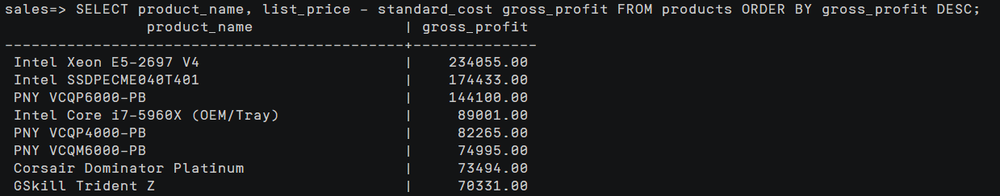 sales=> SELECT product_name, list_price - standard_cost gross_profit FROM products ORDER BY gross_profit DESC;
product_name | gross_profit
---------------------------------------------+--------------
Intel Xeon E5-2697 V4 | 234055.00
Intel SSDPECME040T401 | 174433.00
PNY VCQP6000-PB | 144100.00
Intel Core i7-5960X (OEM/Tray) | 89001.00
PNY VCQP4000-PB | 82265.00
PNY VCQM6000-PB | 74995.00
Corsair Dominator Platinum | 73494.00
GSkill Trident Z | 70331.00